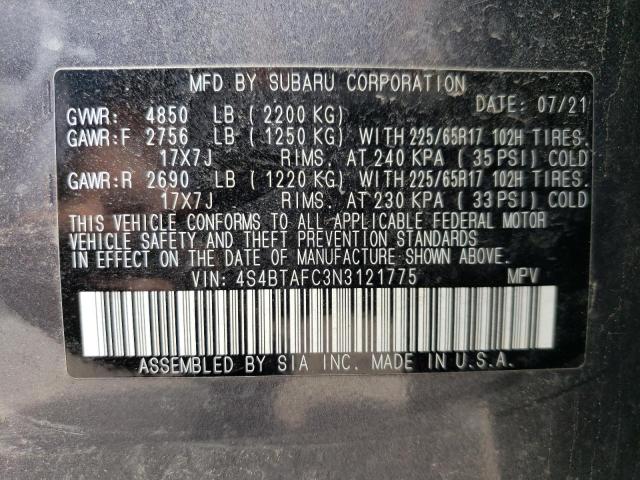 MFD BY SUBARU CORPORATION
GVWR: 4850 LB (2200 KG) DATE: 07/21
GAWR:F 2756 LB (1250 KG) WITH 225/65R17 102H TIRES.
17X7J RIMS. AT 240 KPA (35 PSI) COLD
GAWR:R 2690 LB (1220 KG) WITH 225/65R17 102H TIRES.
17X7J RIMS. AT 230 KPA (33 PSI) COLD
THIS VEHICLE CONFORMS TO ALL APPLICABLE FEDERAL MOTOR
VEHICLE SAFETY AND THEFT PREVENTION STANDARDS
IN EFFECT ON THE DATE OF MANUFACTURE SHOWN ABOVE.
VIN: 4S4BTAFC3N3121775 MPV
ASSEMBLED BY SIA INC. MADE IN U.S.A.